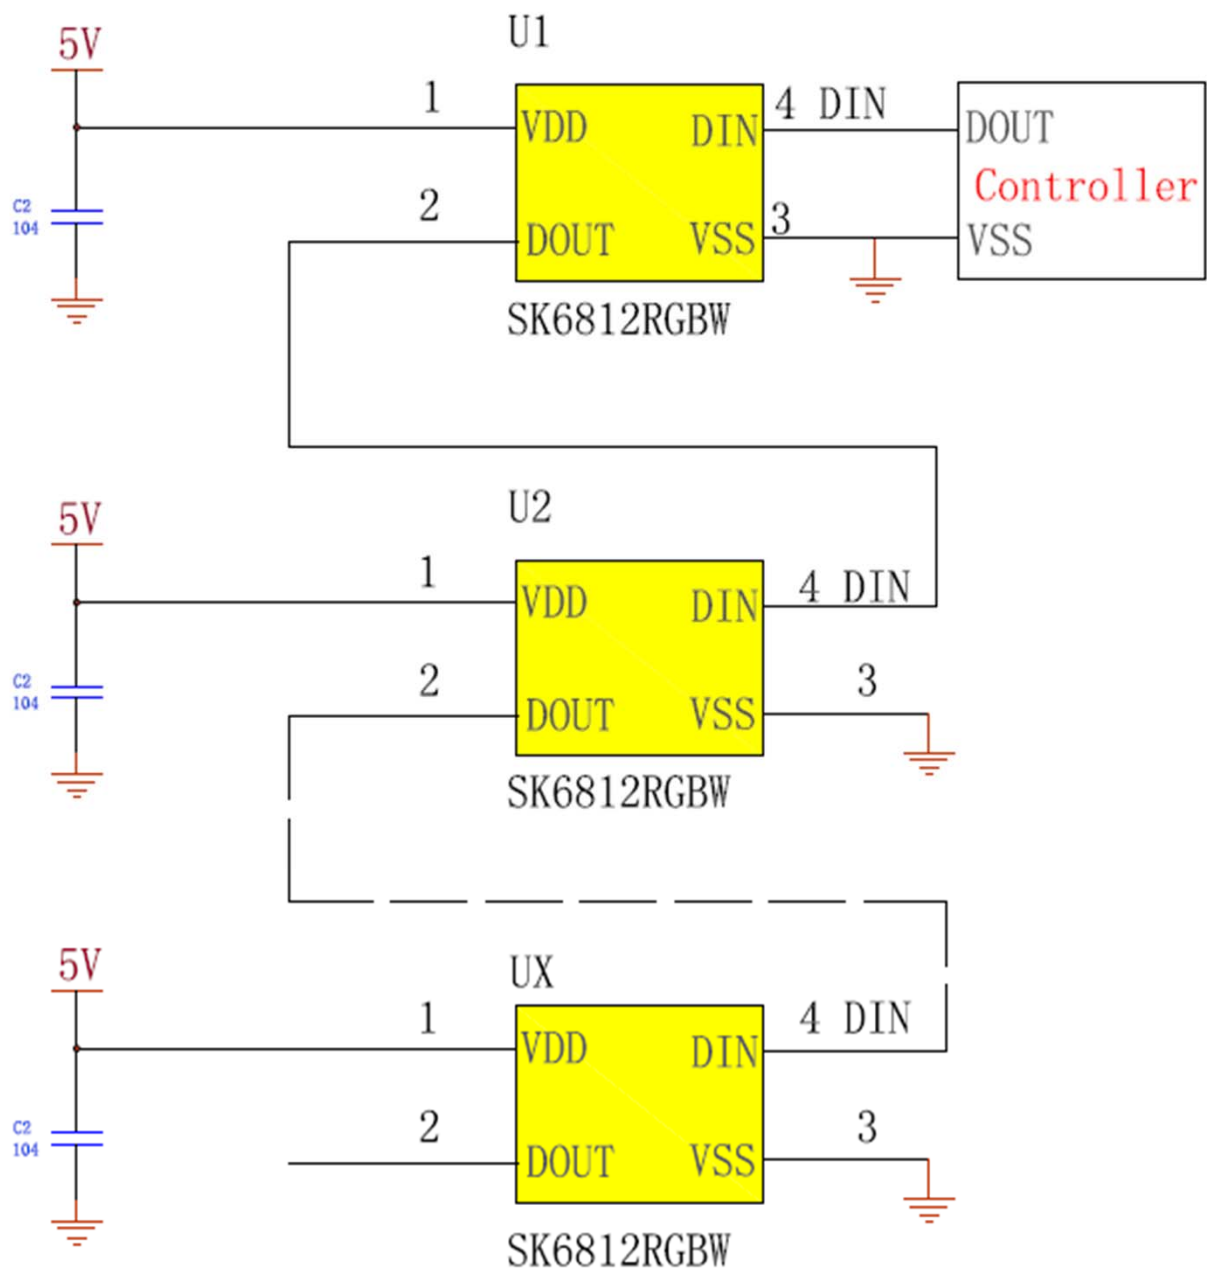 U1
5V
1
4 DIN
VDD
DIN
DOUT
Controller
C2
104
2
3
DOUT
VSS
VSS
SK6812RGBW
U2
5V
1
4 DIN
VDD
DIN
C2
104
2
3
DOUT
VSS
SK6812RGBW
UX
5V
1
4 DIN
VDD
DIN
C2
104
2
3
DOUT
VSS
SK6812RGBW